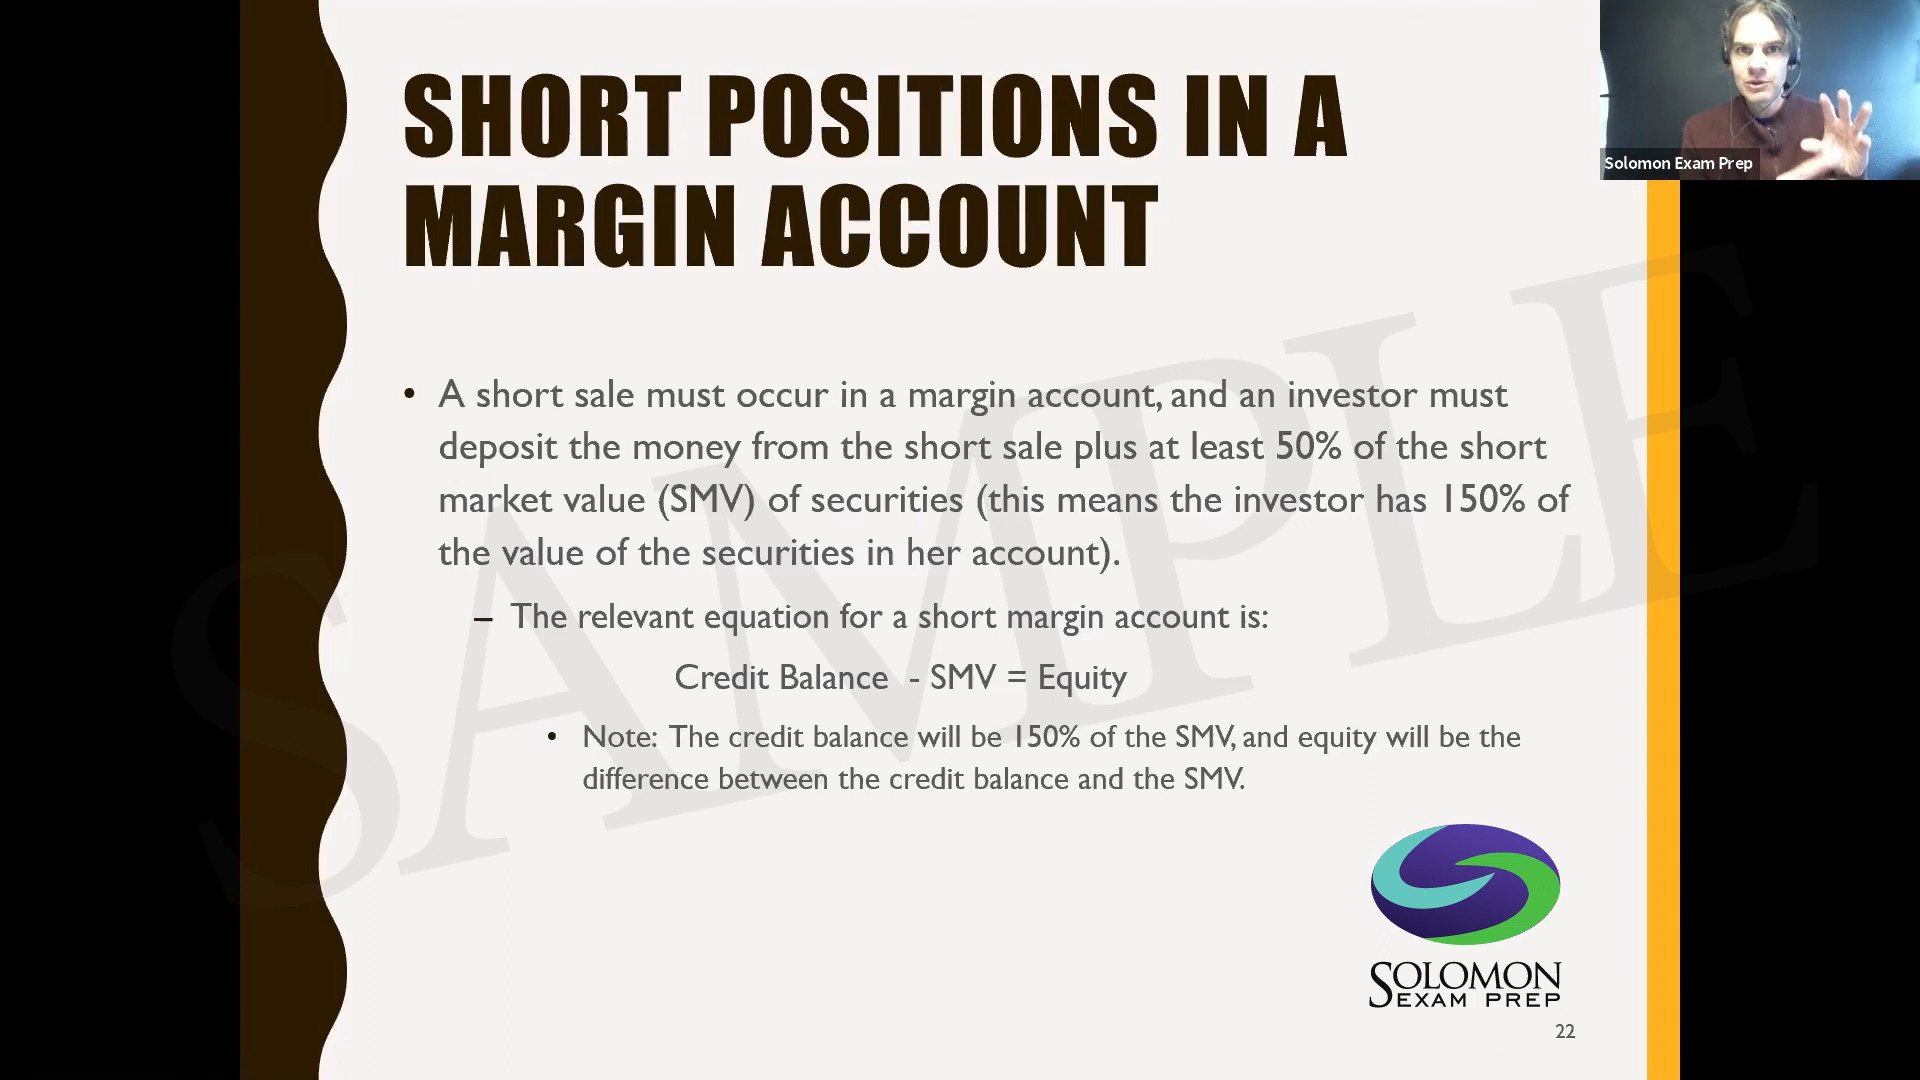 SHORT POSITIONS IN A
MARGIN ACCOUNT
Solomon Exam Prep
• A short sale must occur in a margin account, and an investor must
deposit the money from the short sale plus at least 50% of the short
market value (SMV) of securities (this means the investor has 150% of
the value of the securities in her account).
– The relevant equation for a short margin account is:
Credit Balance - SMV = Equity
• Note: The credit balance will be 150% of the SMV, and equity will be the
difference between the credit balance and the SMV.
SAMPLE
SOLOMON
EXAM PREP
22